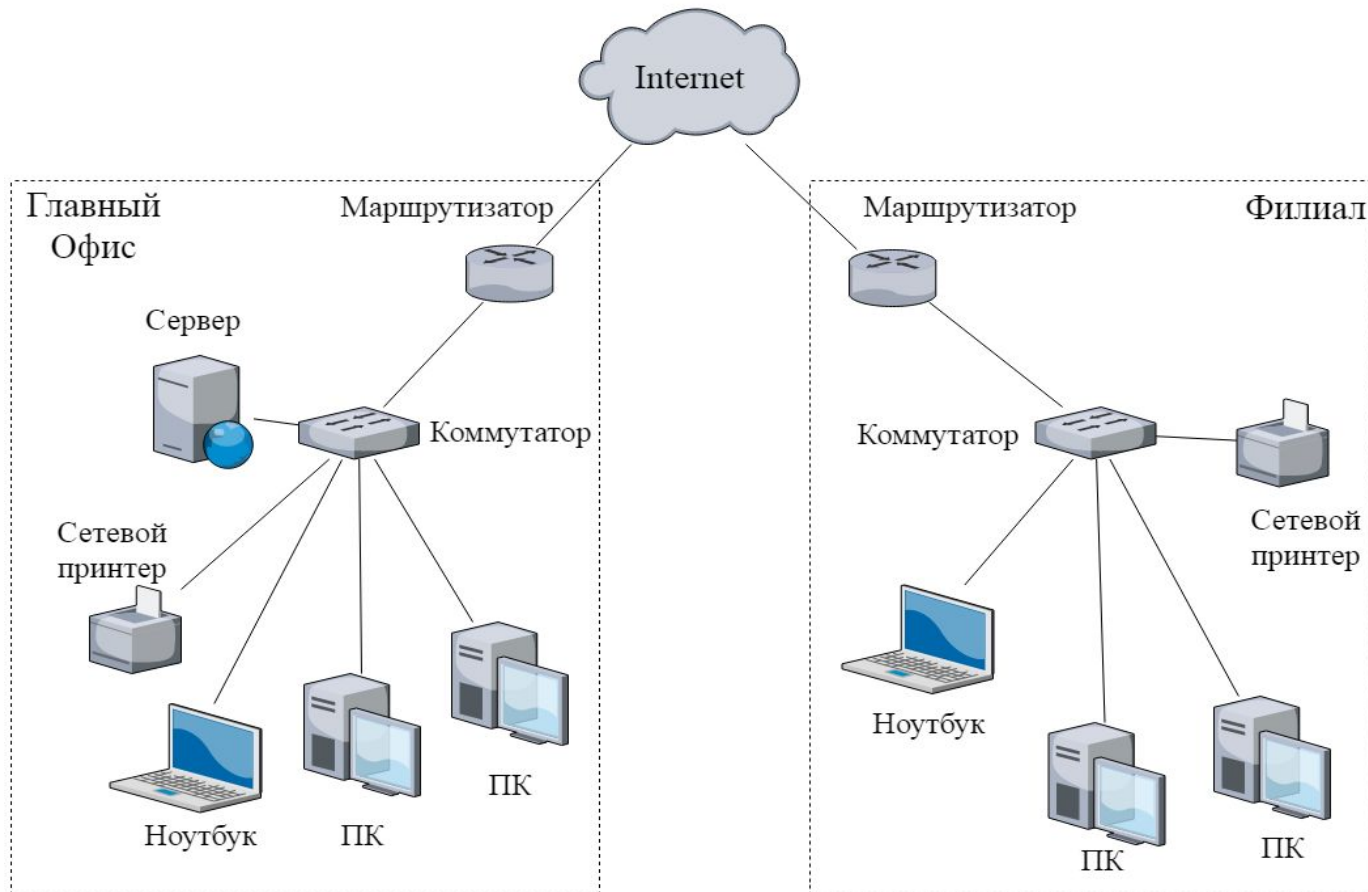 Internet
Главный
Офис
Маршрутизатор
Сервер
Коммутатор
Сетевой
принтер
Ноутбук
ПК
ПК
Маршрутизатор
Филиал
Коммутатор
Сетевой
принтер
Ноутбук
ПК
ПК